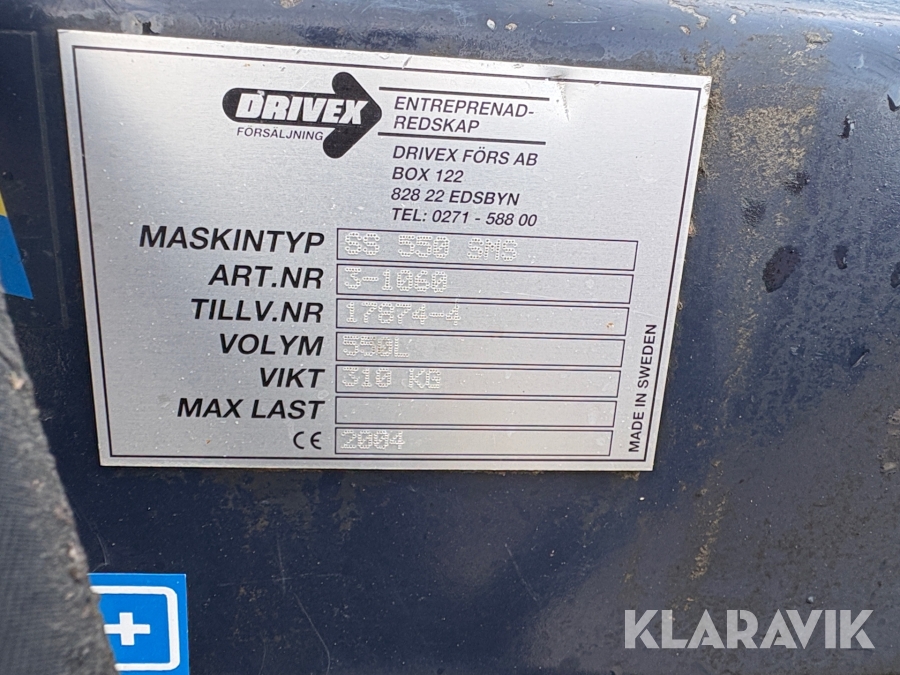 DRIVEX
FÖRSÄLJNING
ENTREPRENAD-
REDSKAP
DRIVEX FÖRS AB
BOX 122
828 22 EDSBYN
TEL: 0271 - 588 00
MASKINTYP 550 SMS
ART.NR 3-1060
TILLV.NR 17874-4
VOLYM 550L
VIKT 310 KG
MAX LAST
CE 2004
MADE IN SWEDEN
KLARAVIK